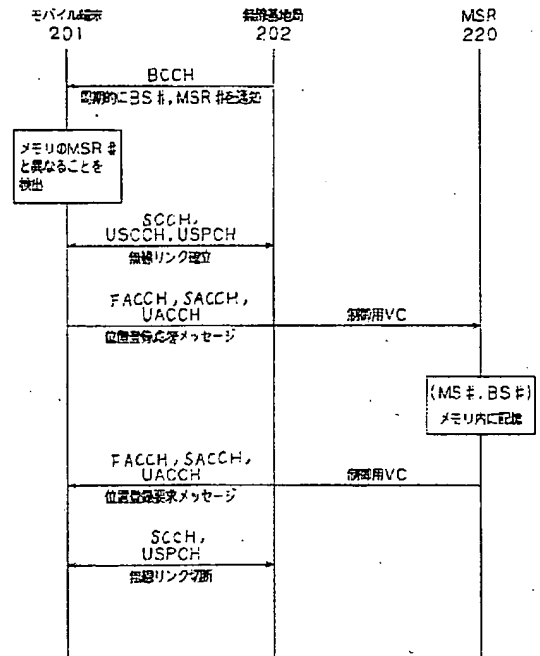 モバイル端末
201
無線基地局
202
MSR
220
BCCH
周期的にBS#,MSR#を通知
メモリのMSR#
と異なることを
検出
SCCH,
USCCH,USPCH
無線リンク確立
FACCH,SACCH,
UACCH
制御用VC
位置登録応答メッセージ
(MS#,BS#)
メモリ内に記憶
FACCH,SACCH,
UACCH
制御用VC
位置登録要求メッセージ
SCCH,
USPCH
無線リンク切断